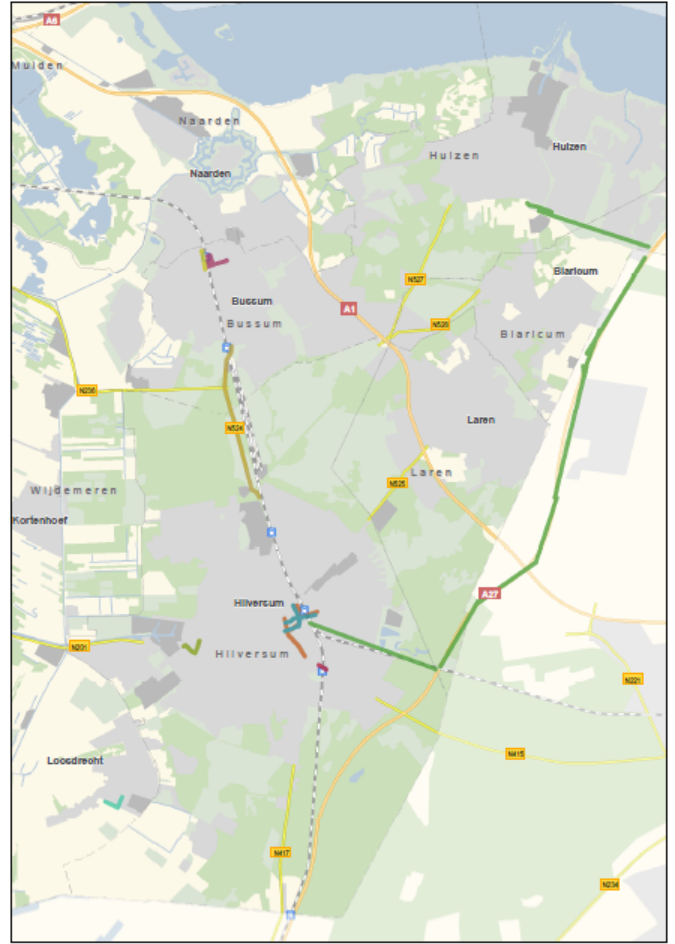 A6
Muiden
Naarden
Huizen
Huizen
Naarden
Blaricum
N527
Bussum
A1
N526
Bussum
Blaricum
N236
Laren
N524
Laren
N525
Wijdemeren
Kortenhoef
A27
Hilversum
N201
Hilversum
N221
N415
Loosdrecht
N417
N234